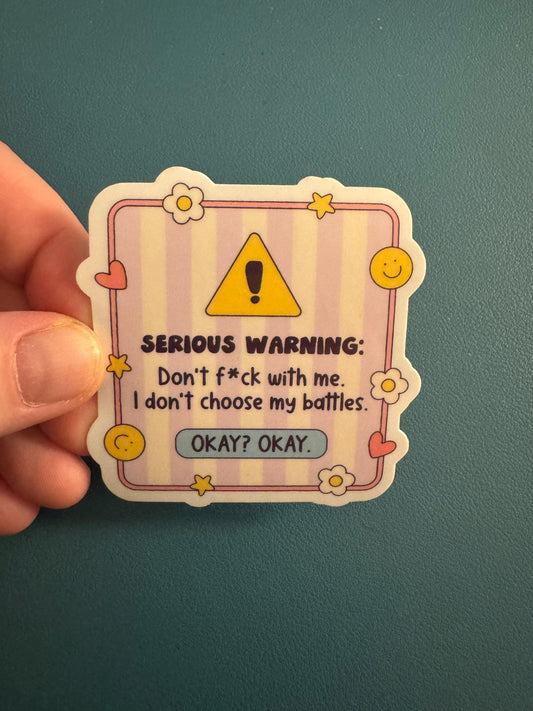 !
SERIOUS WARNING:
Don't f*ck with me.
I don't choose my battles.
OKAY? OKAY.